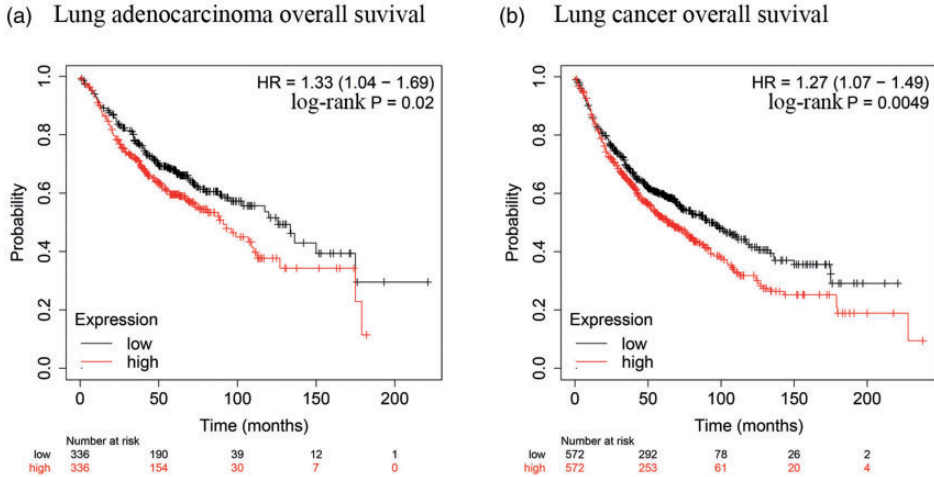 (a) Lung adenocarcinoma overall suvival
HR = 1.33 (1.04 − 1.69)
log-rank P = 0.02
Probability
1.0
0.8
0.6
0.4
0.2
0.0
Expression
low
high
0 50 100 150 200
Time (months)
Number at risk
low 336 190 39 12 1
high 336 154 30 7 0
(b) Lung cancer overall suvival
HR = 1.27 (1.07 − 1.49)
log-rank P = 0.0049
Probability
1.0
0.8
0.6
0.4
0.2
0.0
Expression
low
high
0 50 100 150 200
Time (months)
Number at risk
low 572 292 78 26 2
high 572 253 61 20 4